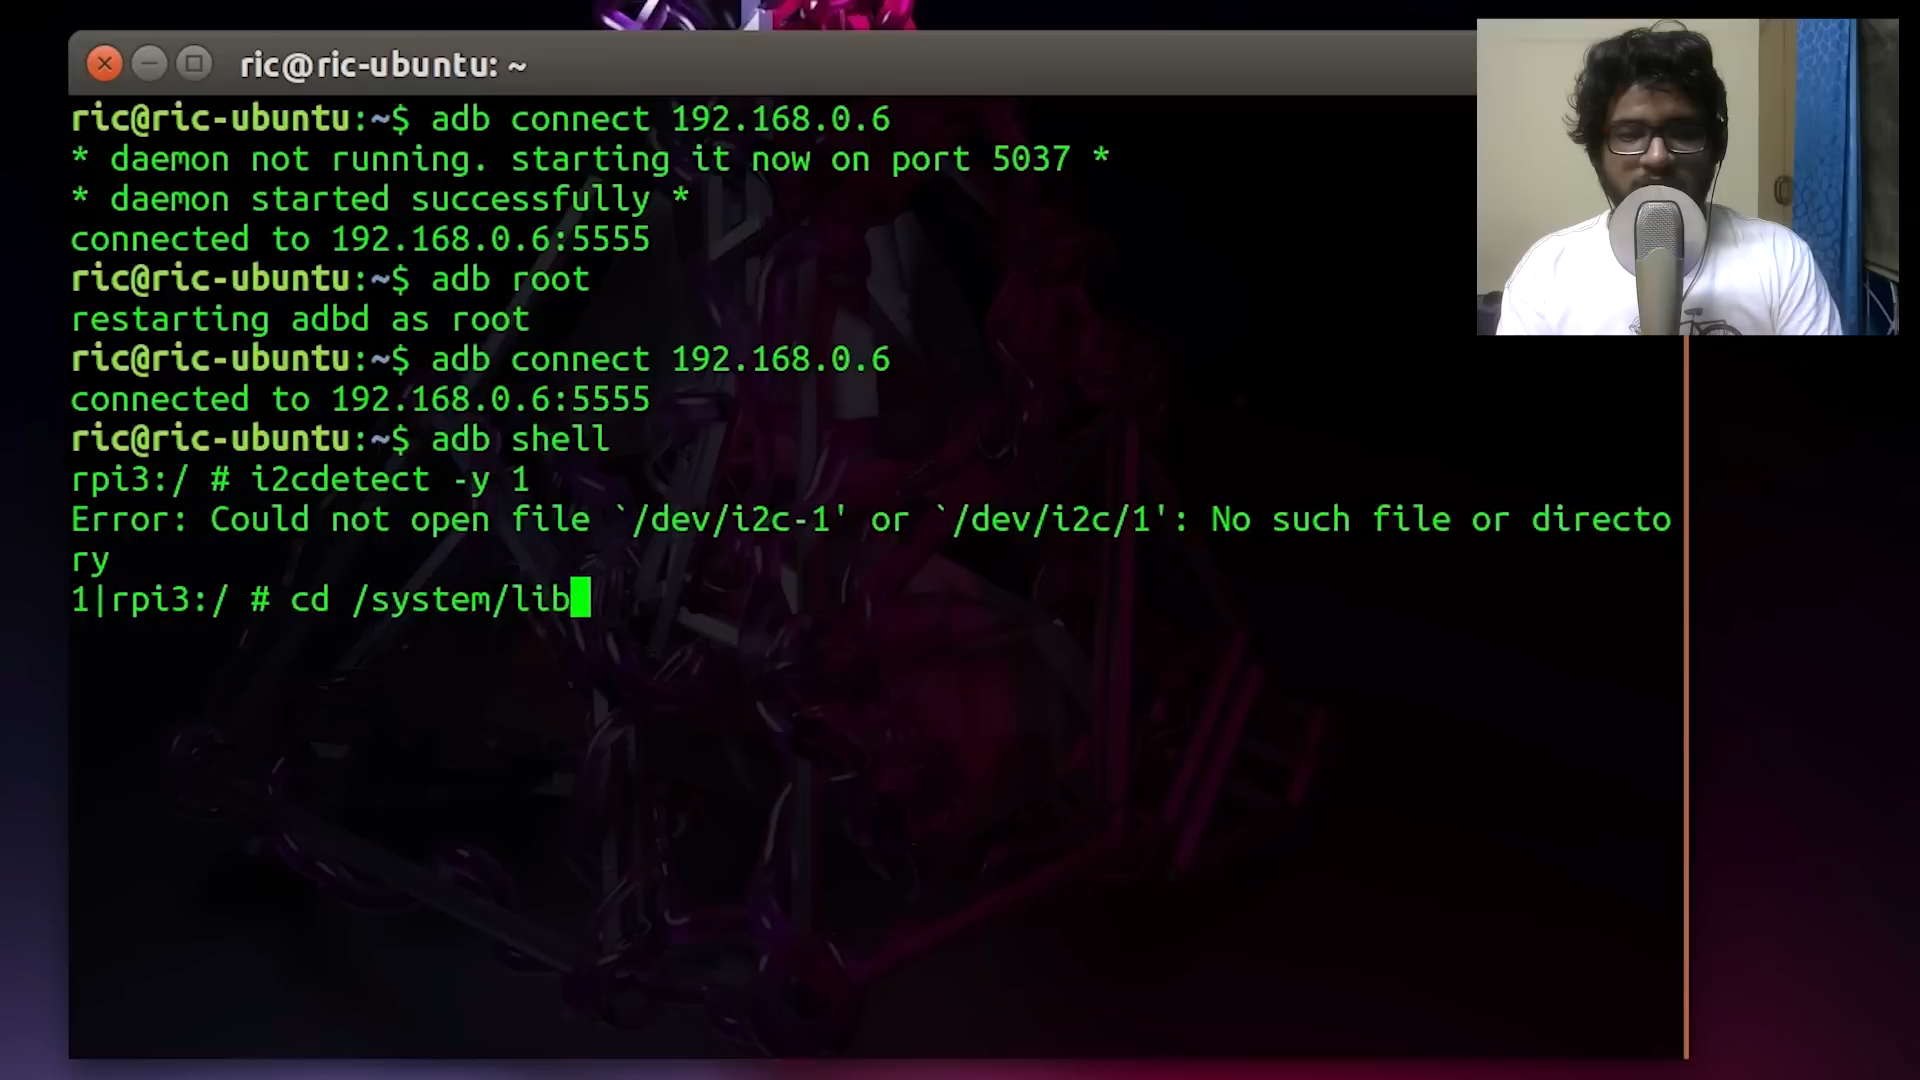 ric@ric-ubuntu: ~
ric@ric-ubuntu:~$ adb connect 192.168.0.6
* daemon not running. starting it now on port 5037 *
* daemon started successfully *
connected to 192.168.0.6:5555
ric@ric-ubuntu:~$ adb root
restarting adbd as root
ric@ric-ubuntu:~$ adb connect 192.168.0.6
connected to 192.168.0.6:5555
ric@ric-ubuntu:~$ adb shell
rpi3:/ # i2cdetect -y 1
Error: Could not open file `/dev/i2c-1' or `/dev/i2c/1': No such file or directo
ry
1|rpi3:/ # cd /system/lib